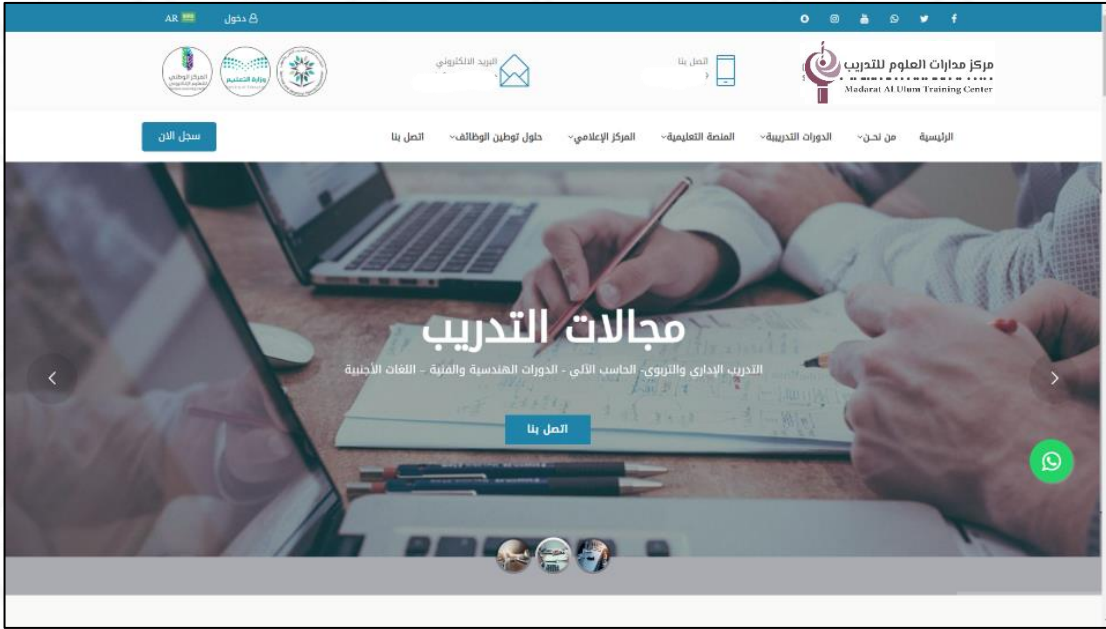 دخول
AR
مركز مدارات العلوم للتدريب
Madarat Al Ulum Training Center
اتصل بنا
البريد الالكتروني
وزارة التعليم
الرئيسية
من نحـن
الدورات التدريبية
المنصة التعليمية
المركز الإعلامي
حلول توطين الوظائف
اتصل بنا
سجل الان
مجالات التدريب
التدريب الإداري والتربوي- الحاسب الآلي - الدورات الهندسية والفنية – اللغات الأجنبية
اتصل بنا